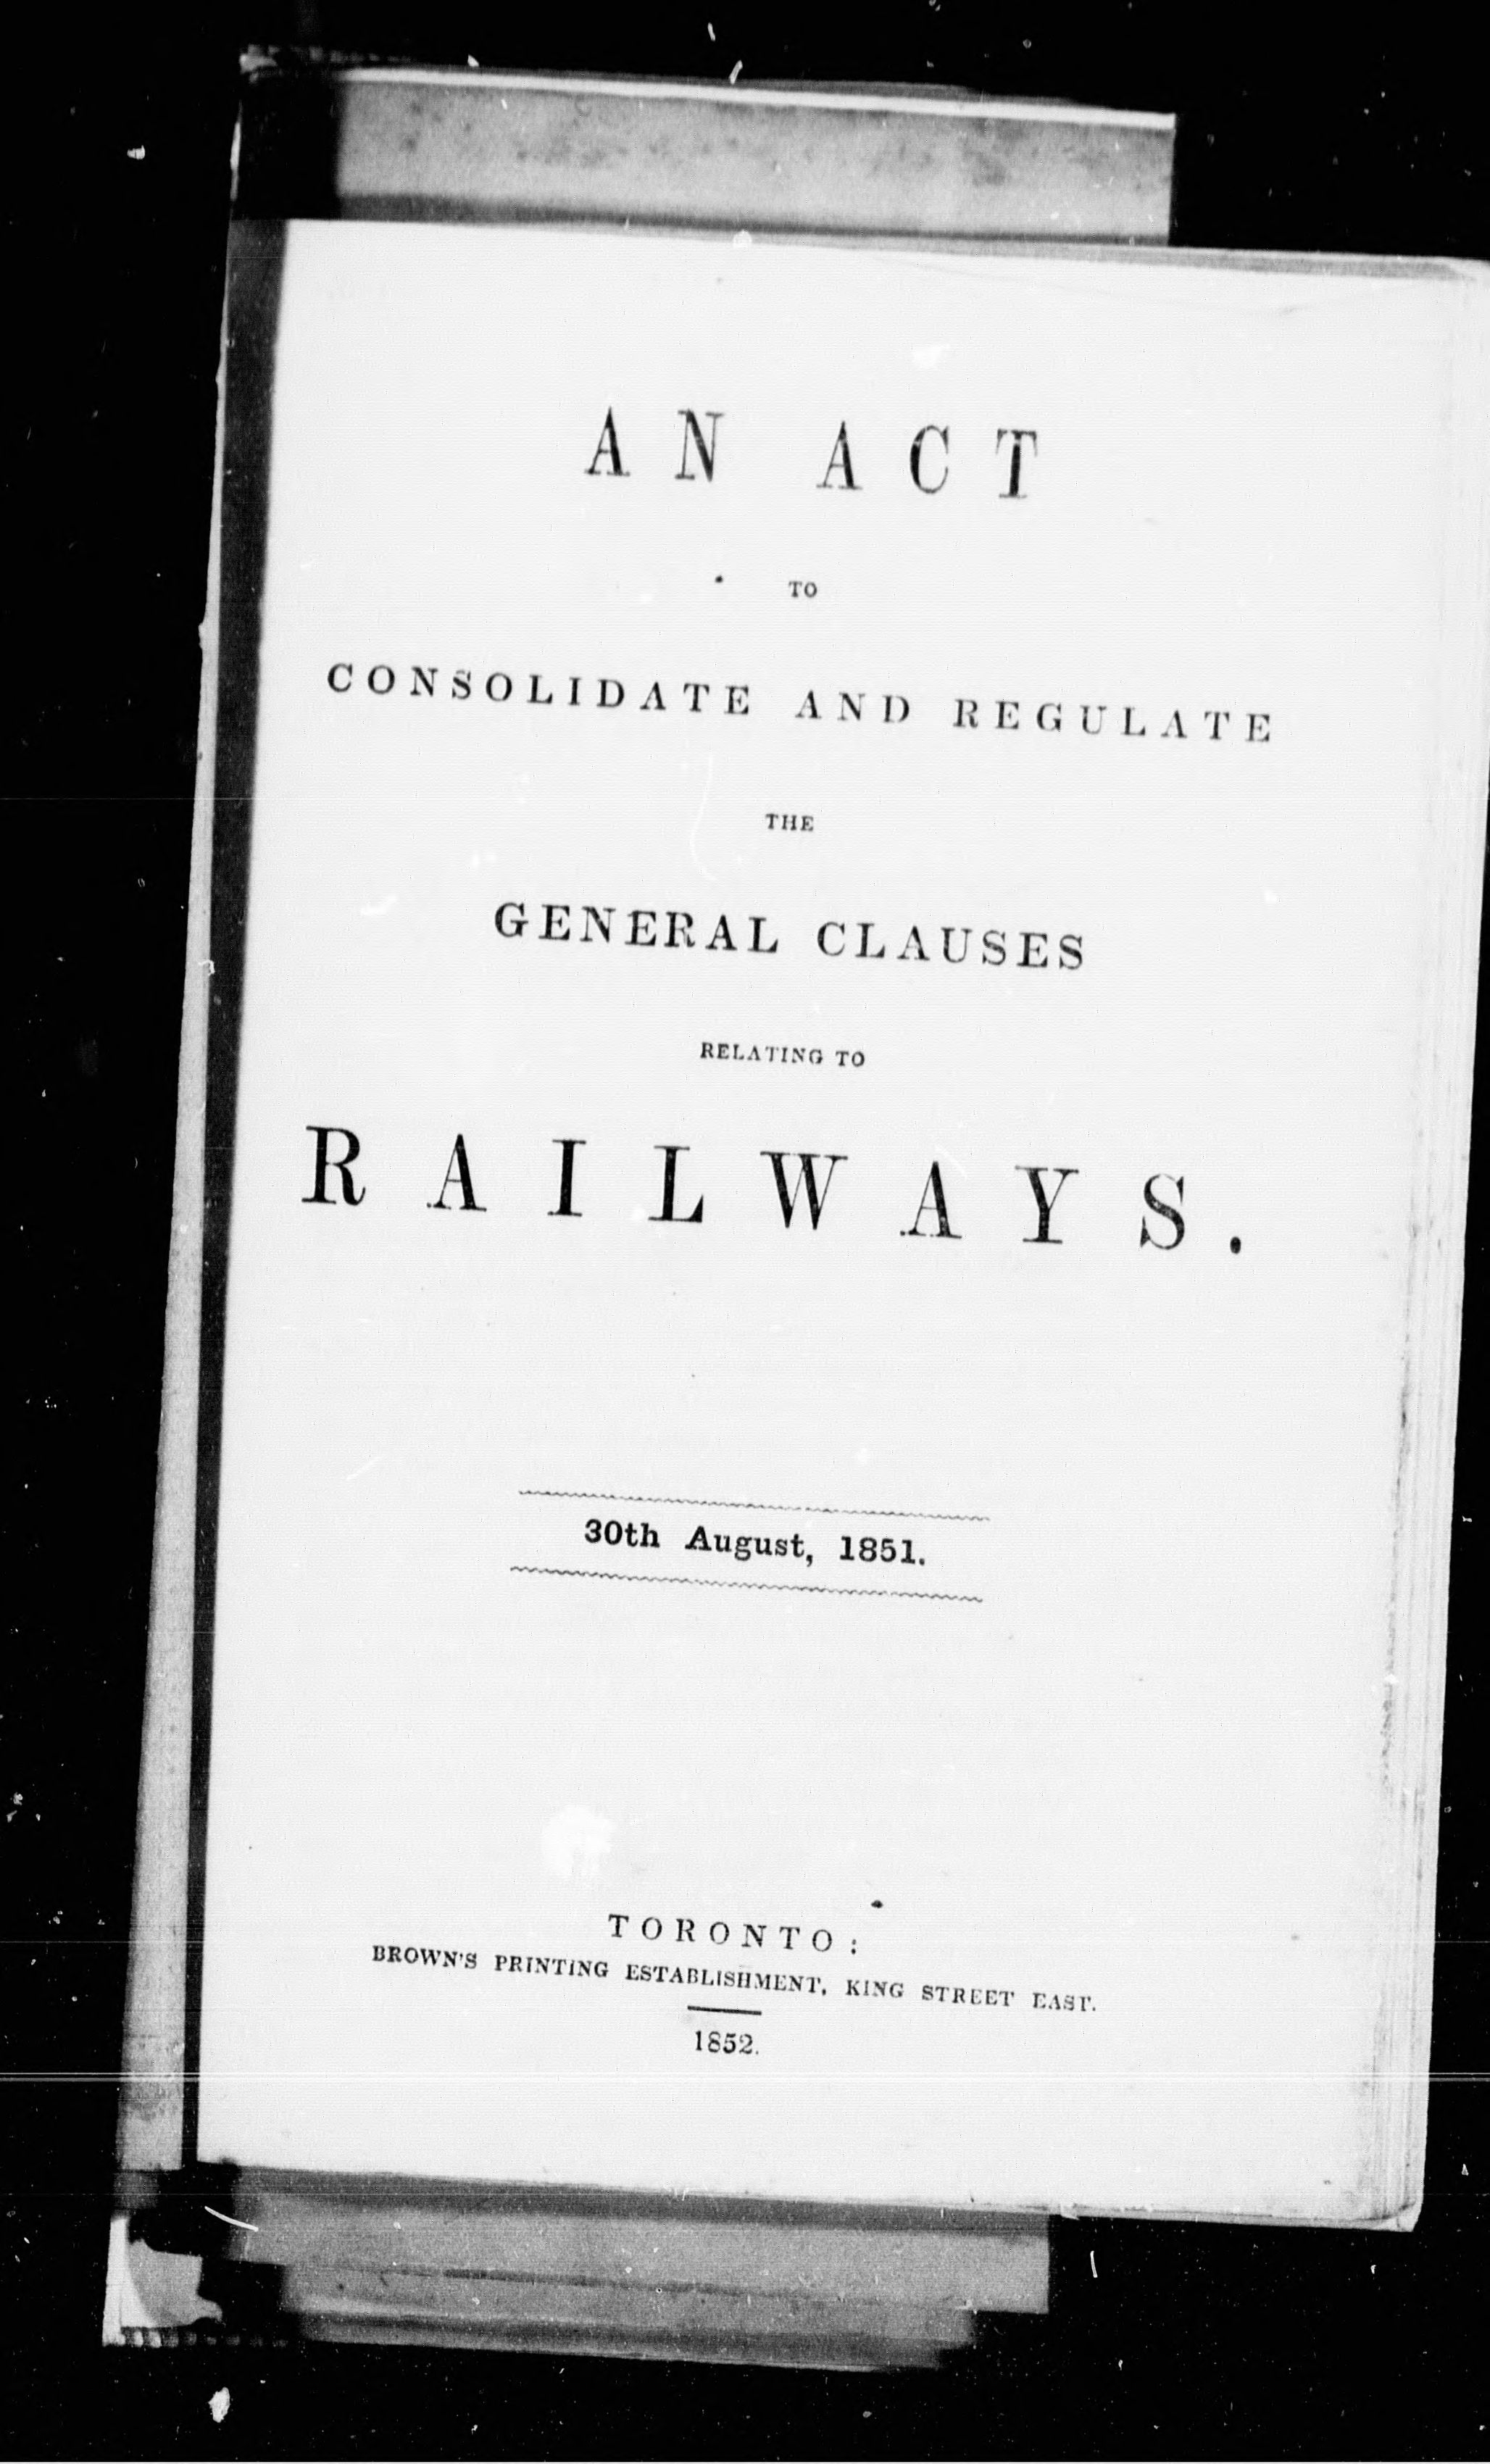 AN ACT
TO
CONSOLIDATE AND REGULATE
THE
GENERAL CLAUSES
RELATING TO
RAILWAYS.
30th August, 1851.
TORONTO:
BROWN'S PRINTING ESTABLISHMENT, KING STREET EAST.
1852.